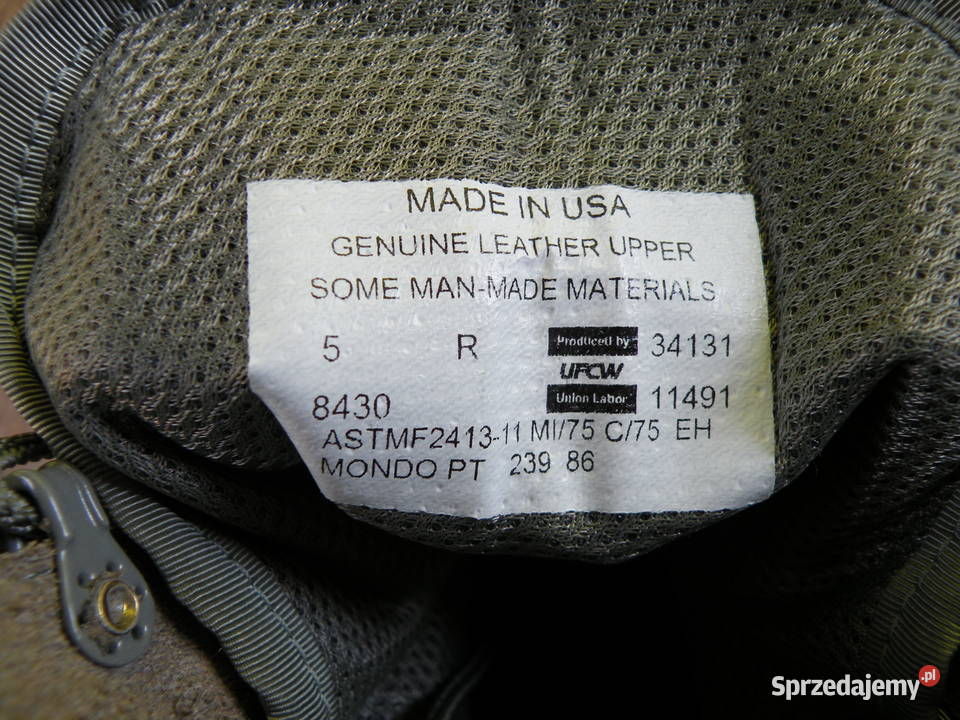 MADE IN USA
GENUINE LEATHER UPPER
SOME MAN-MADE MATERIALS
5 R Produced by 34131
UFCW
8430 Union Labor 11491
ASTMF2413-11 MI/75 C/75 EH
MONDO PT 239 86
Sprzedajemy.pl